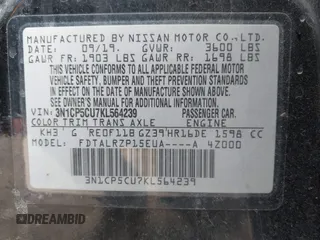 MANUFACTURED BY NISSAN MOTOR CO.,LTD.
DATE: 09/19. GVWR: 3600 LBS
GAWR FR: 1903 LBS GAWR RR: 1698 LBS
THIS VEHICLE CONFORMS TO ALL APPLICABLE FEDERAL MOTOR
VEHICLE SAFETY, BUMPER, AND THEFT PREVENTION STANDARDS
IN EFFECT ON THE DATE OF MANUFACTURE SHOWN ABOVE.
SEE OWNER'S MANUAL FOR ADDITIONAL INFORMATION.
VIN: 3N1CP5CU7KL564239 PASSENGER CAR.
COLOR TRIM TRANS AXLE ENGINE
KH3 G RE0F11B GZ39 HR16DE 1598 CC
MODEL: FDTALRZP15EUA----A 4Z000
3N1CP5CU7KL564239
DREAMBID